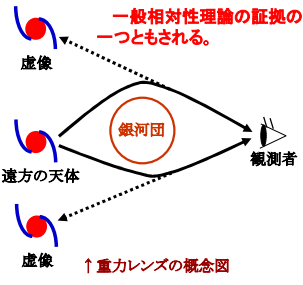 一般相対性理論の証拠の
一つともされる。
虚像
銀河団
観測者
遠方の天体
虚像
↑重力レンズの概念図